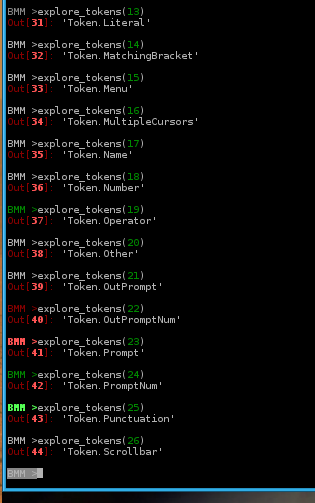 BMM >explore_tokens(13)
Out[31]: 'Token.Literal'
BMM >explore_tokens(14)
Out[32]: 'Token.MatchingBracket'
BMM >explore_tokens(15)
Out[33]: 'Token.Menu'
BMM >explore_tokens(16)
Out[34]: 'Token.MultipleCursors'
BMM >explore_tokens(17)
Out[35]: 'Token.Name'
BMM >explore_tokens(18)
Out[36]: 'Token.Number'
BMM >explore_tokens(19)
Out[37]: 'Token.Operator'
BMM >explore_tokens(20)
Out[38]: 'Token.Other'
BMM >explore_tokens(21)
Out[39]: 'Token.OutPrompt'
BMM >explore_tokens(22)
Out[40]: 'Token.OutPromptNum'
BMM >explore_tokens(23)
Out[41]: 'Token.Prompt'
BMM >explore_tokens(24)
Out[42]: 'Token.PromptNum'
BMM >explore_tokens(25)
Out[43]: 'Token.Punctuation'
BMM >explore_tokens(26)
Out[44]: 'Token.Scrollbar'
BMM >